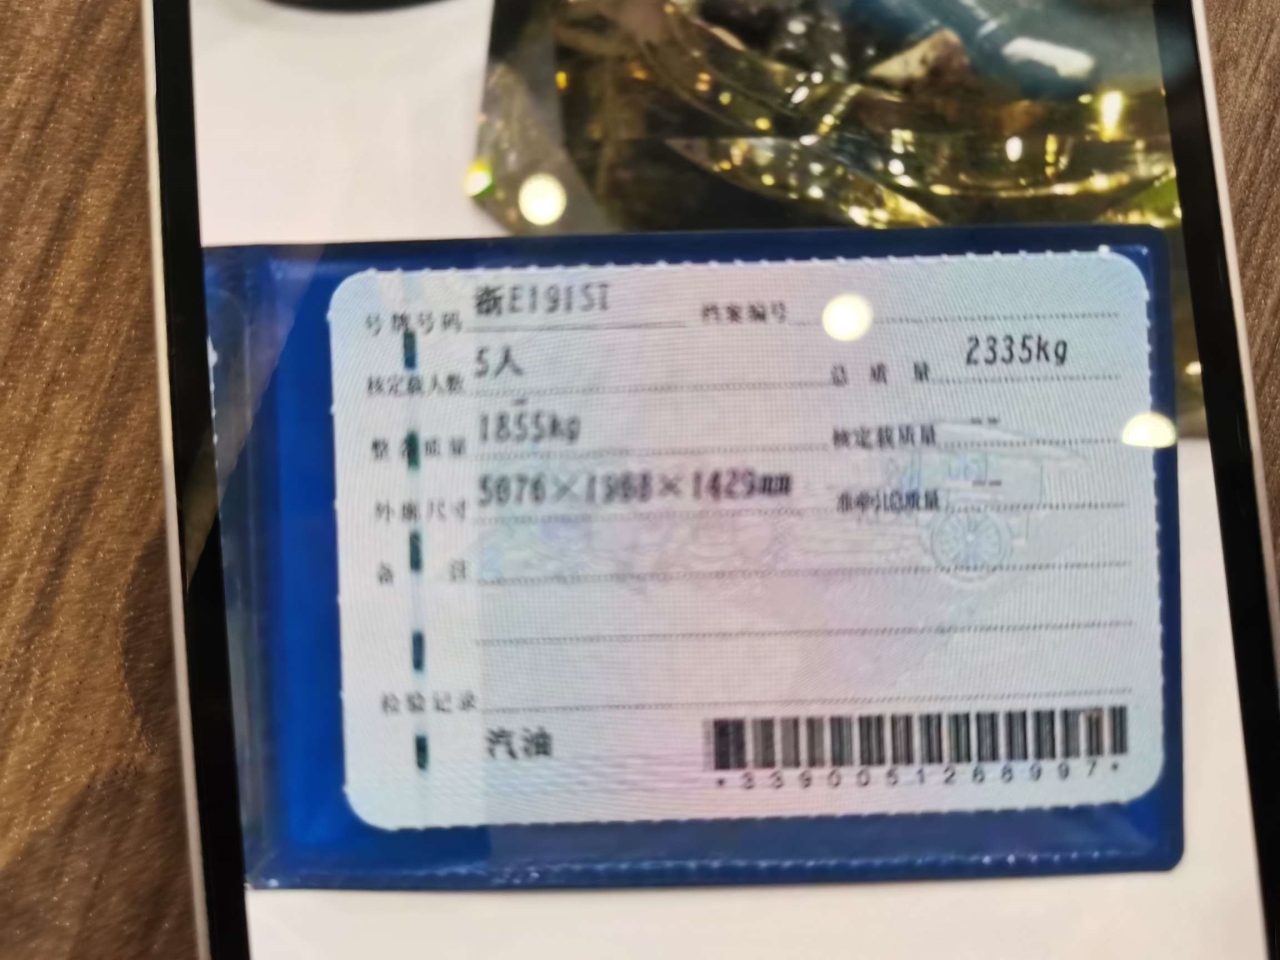 号牌号码 浙E191SI 档案编号
核定载人数 5人 总质量 2335kg
整备质量 1855kg 核定载质量 --
外廓尺寸 5076×1968×1429mm 准牵引总质量 --
备注
检验记录
汽油
*3390051268997*